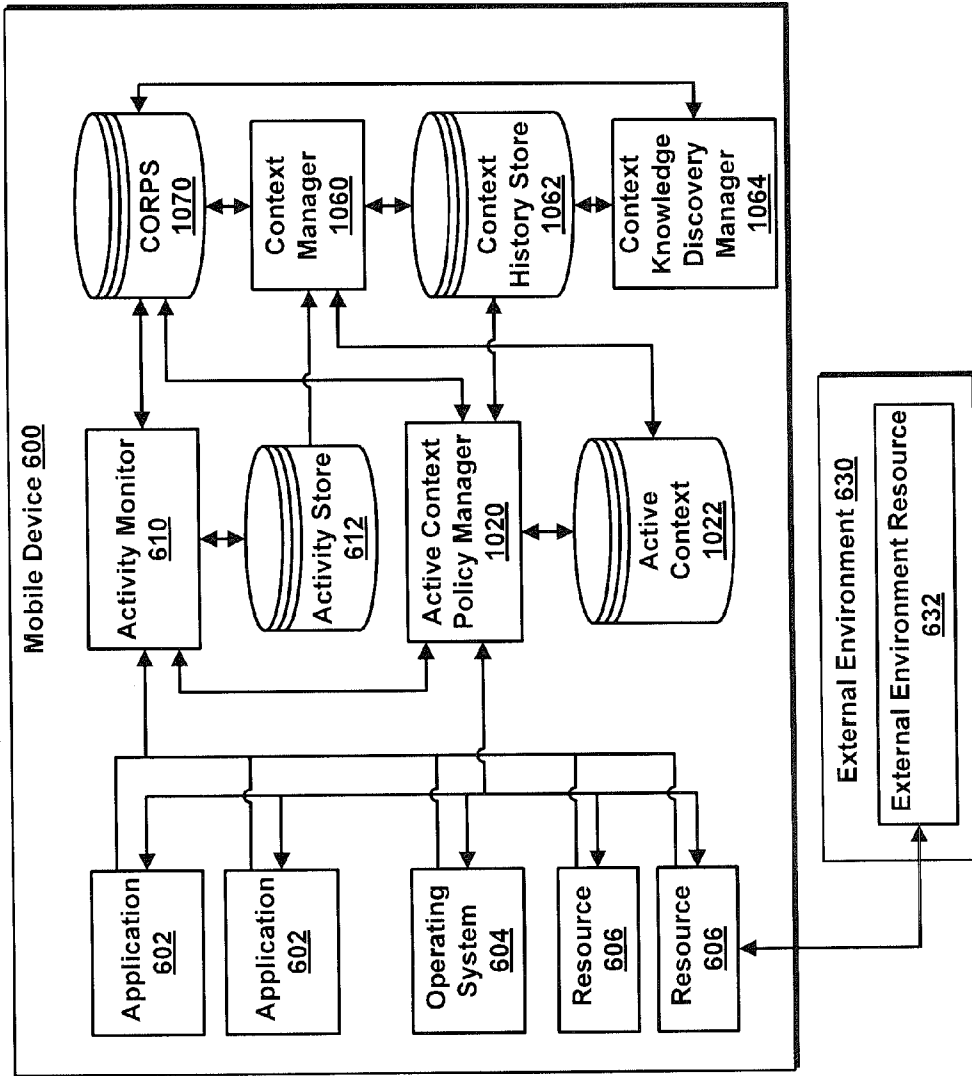 Mobile Device 600
Application
602
Application
602
Operating
System
604
Resource
606
Resource
606
Activity Monitor
610
Activity Store
612
Active Context
Policy Manager
1020
Active
Context
1022
CORPS
1070
Context
Manager
1060
Context
History Store
1062
Context
Knowledge
Discovery
Manager
1064
External Environment 630
External Environment Resource
632